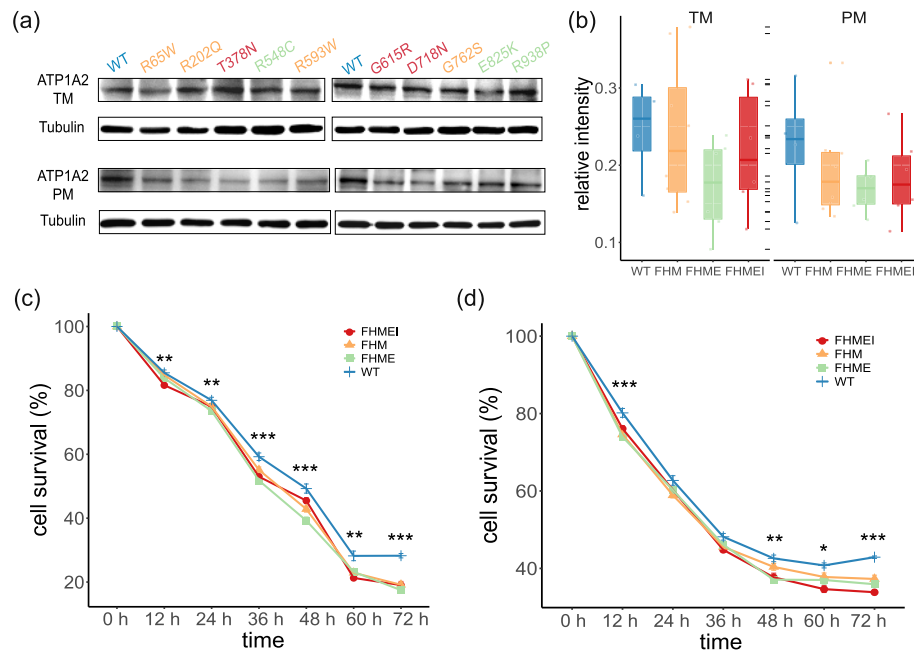 (a)
WT R65W R202Q T378N R548C R593W WT G615R D718N G762S E825K R938P
ATP1A2
TM
Tubulin
ATP1A2
PM
Tubulin
(b)
TM PM
relative intensity
0.3
0.2
0.1
WT FHM FHME FHMEI WT FHM FHME FHMEI
(c)
cell survival (%)
100
80
60
40
20
** ** *** *** ** ***
FHMEI
FHM
FHME
WT
0 h 12 h 24 h 36 h 48 h 60 h 72 h
time
(d)
cell survival (%)
100
80
60
40
*** ** * ***
FHMEI
FHM
FHME
WT
0 h 12 h 24 h 36 h 48 h 60 h 72 h
time